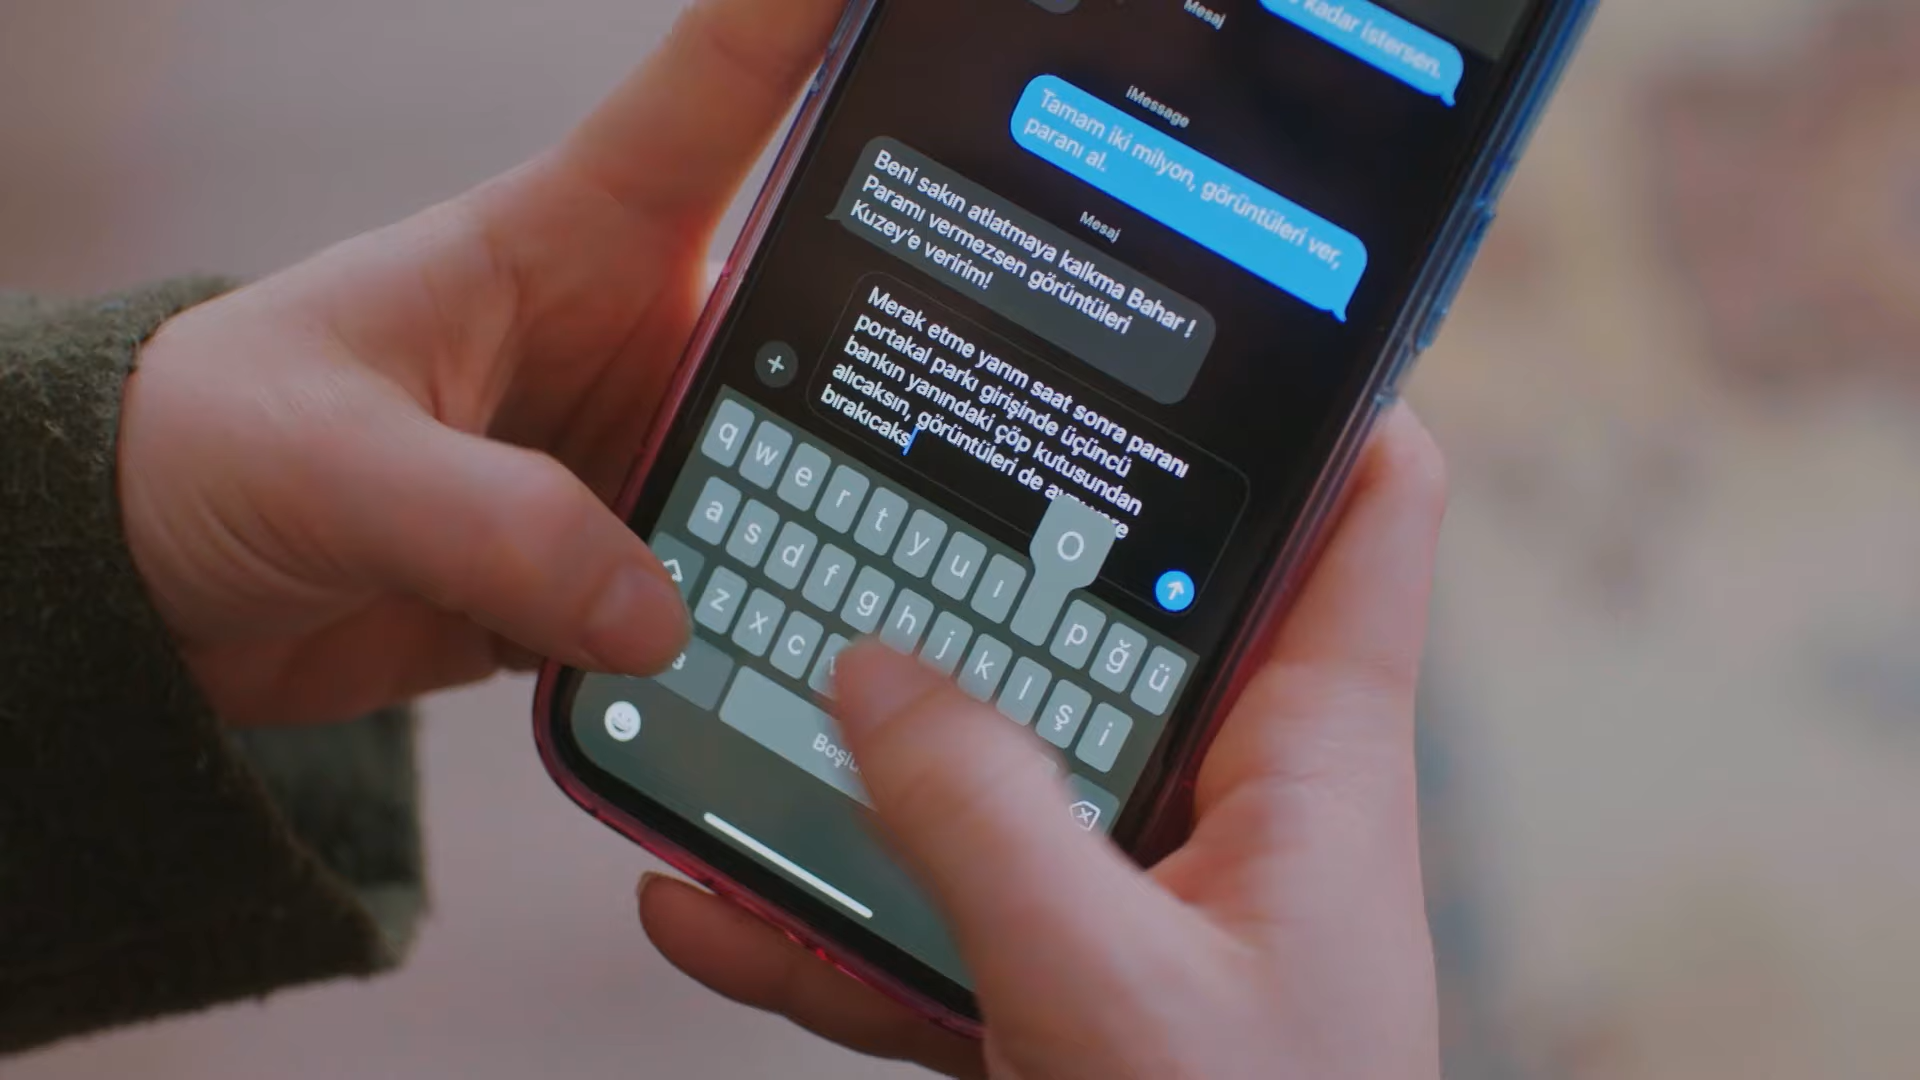 Mesaj
kadar istersen.
iMessage
Tamam iki milyon, görüntüleri ver,
paranı al.
Mesaj
Beni sakın atlatmaya kalkma Bahar !
Paramı vermezsen görüntüleri
Kuzey'e veririm!
Merak etme yarım saat sonra paranı
portakal parkı girişinde üçüncü
bankın yanındaki çöp kutusundan
alıcaksın, görüntüleri de
bırakıcaks
q w e r t y u ı O p ğ ü
a s d f g h j k l ş i
z x c